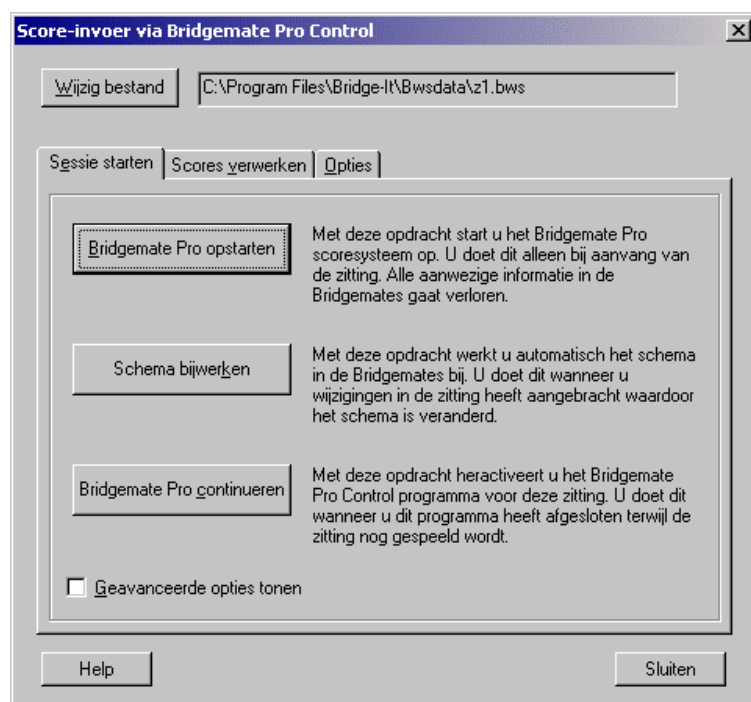 Score-invoer via Bridgemate Pro Control
Wijzig bestand
C:\Program Files\Bridge-It\Bwsdata\z1.bws
Sessie starten
Scores verwerken
Opties
Bridgemate Pro opstarten
Met deze opdracht start u het Bridgemate Pro
scoresysteem op. U doet dit alleen bij aanvang van
de zitting. Alle aanwezige informatie in de
Bridgemates gaat verloren.
Schema bijwerken
Met deze opdracht werkt u automatisch het schema
in de Bridgemates bij. U doet dit wanneer u
wijzigingen in de zitting heeft aangebracht waardoor
het schema is veranderd.
Bridgemate Pro continueren
Met deze opdracht heractiveert u het Bridgemate
Pro Control programma voor deze zitting. U doet dit
wanneer u dit programma heeft afgesloten terwijl de
zitting nog gespeeld wordt.
Geavanceerde opties tonen
Help
Sluiten